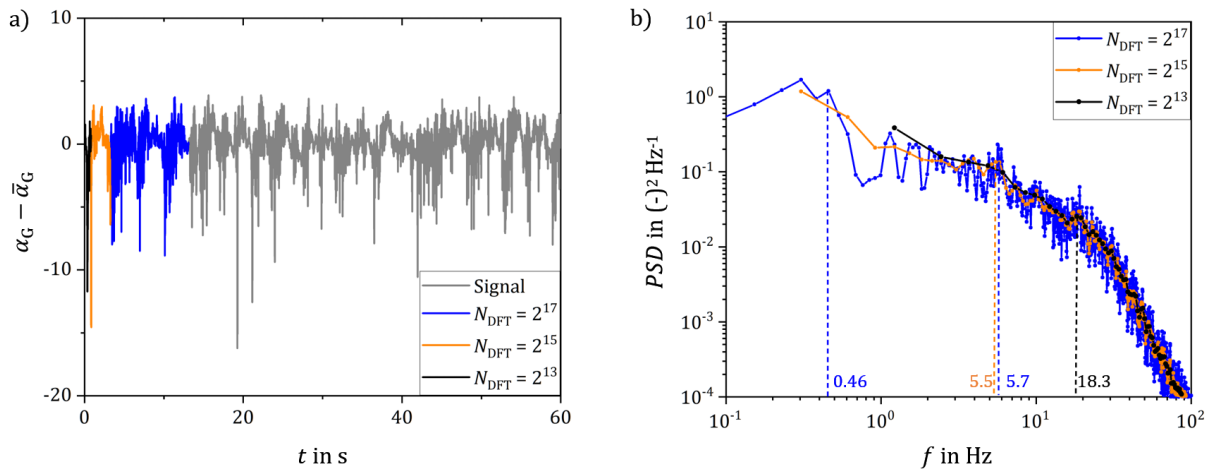 a)
10
0
-10
-20
α_G − ᾱ_G
Signal
N_DFT = 2^17
N_DFT = 2^15
N_DFT = 2^13
0 20 40 60
t in s
b)
10^1
10^0
10^-1
10^-2
10^-3
10^-4
PSD in (-)² Hz⁻¹
N_DFT = 2^17
N_DFT = 2^15
N_DFT = 2^13
0.46 5.5 5.7 18.3
10^-1 10^0 10^1 10^2
f in Hz